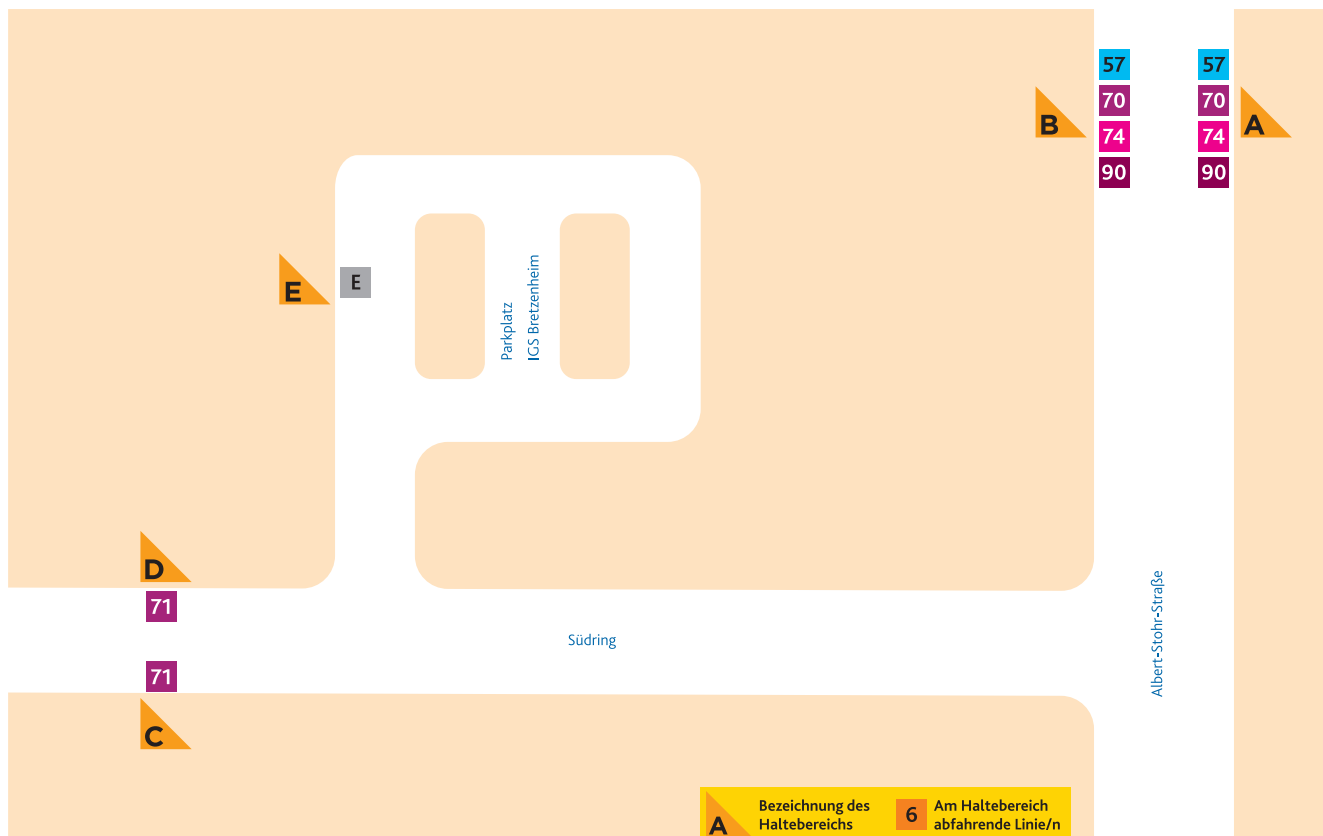 57
57
70
70
B
A
74
74
90
90
E
E
Parkplatz
IGS Bretzenheim
D
71
Südring
Albert-Stohr-Straße
71
C
A
Bezeichnung des
Haltebereichs
6
Am Haltebereich
abfahrende Linie/n